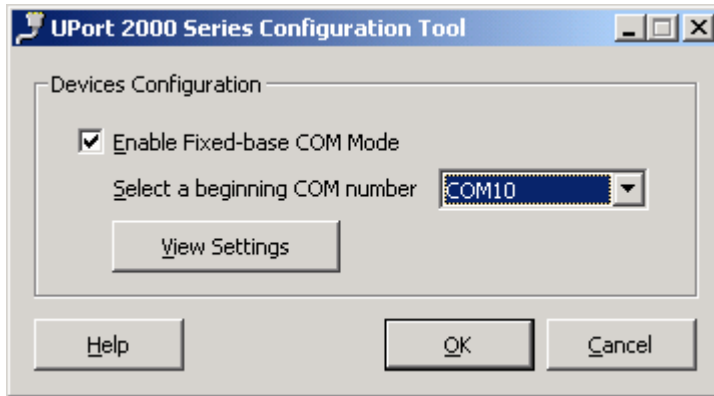 UPort 2000 Series Configuration Tool
Devices Configuration
Enable Fixed-base COM Mode
Select a beginning COM number COM10
View Settings
Help OK Cancel